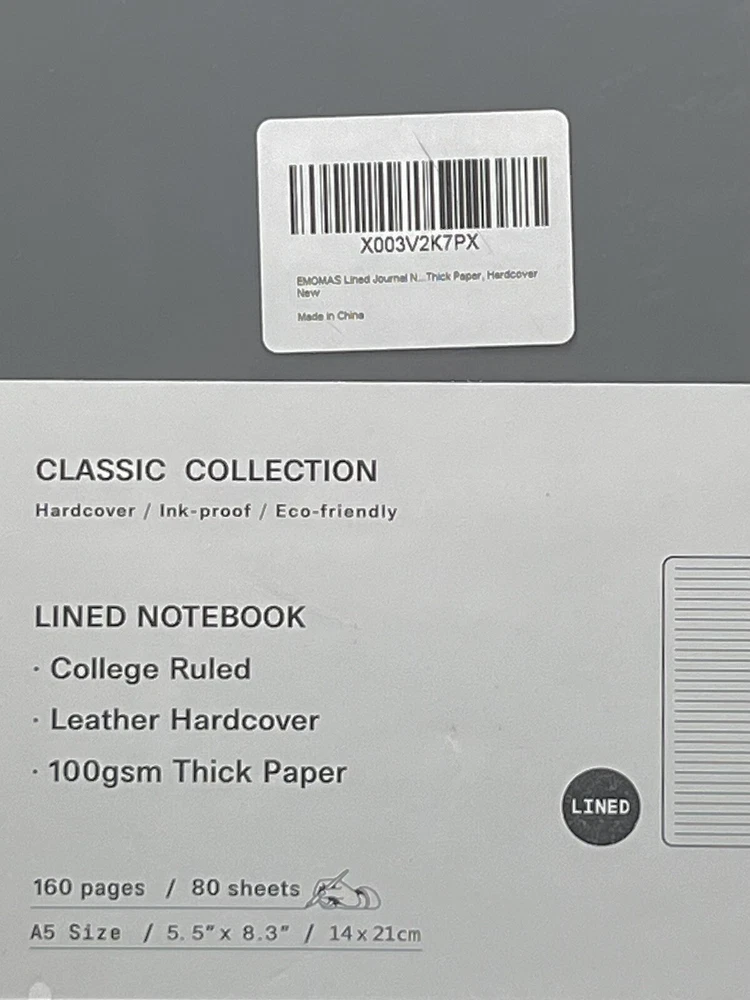 X003V2K7PX
EMOMAS Lined Journal N...Thick Paper, Hardcover
New
Made in China
CLASSIC COLLECTION
Hardcover / Ink-proof / Eco-friendly
LINED NOTEBOOK
· College Ruled
· Leather Hardcover
· 100gsm Thick Paper
LINED
160 pages / 80 sheets
A5 Size / 5.5″x 8.3″ / 14x21cm